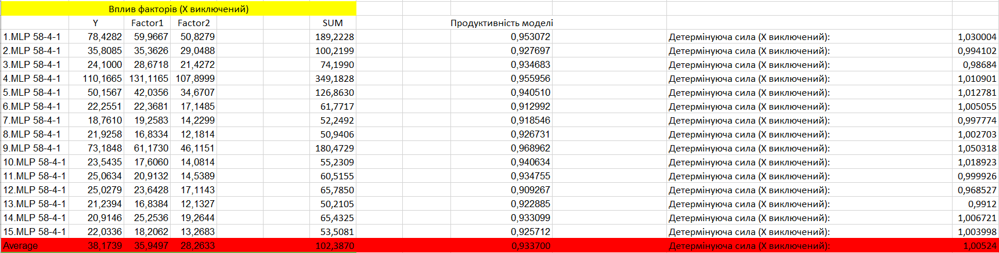 Вплив факторів (X виключений)
Y Factor1 Factor2 SUM Продуктивність моделі
1.MLP 58-4-1 78,4282 59,9667 50,8279 189,2228 0,953072 Детермінуюча сила (X виключений): 1,030004
2.MLP 58-4-1 35,8085 35,3626 29,0488 100,2199 0,927697 Детермінуюча сила (X виключений): 0,994102
3.MLP 58-4-1 24,1000 28,6718 21,4272 74,1990 0,934683 Детермінуюча сила (X виключений): 0,98684
4.MLP 58-4-1 110,1665 131,1165 107,8999 349,1828 0,955956 Детермінуюча сила (X виключений): 1,010901
5.MLP 58-4-1 50,1567 42,0356 34,6707 126,8630 0,940510 Детермінуюча сила (X виключений): 1,012781
6.MLP 58-4-1 22,2551 22,3681 17,1485 61,7717 0,912992 Детермінуюча сила (X виключений): 1,005055
7.MLP 58-4-1 18,7610 19,2583 14,2299 52,2492 0,918546 Детермінуюча сила (X виключений): 0,997774
8.MLP 58-4-1 21,9258 16,8334 12,1814 50,9406 0,926731 Детермінуюча сила (X виключений): 1,002703
9.MLP 58-4-1 73,1848 61,1730 46,1151 180,4729 0,968962 Детермінуюча сила (X виключений): 1,050318
10.MLP 58-4-1 23,5435 17,6060 14,0814 55,2309 0,940634 Детермінуюча сила (X виключений): 1,018923
11.MLP 58-4-1 25,0634 20,9132 14,5389 60,5155 0,934755 Детермінуюча сила (X виключений): 0,999926
12.MLP 58-4-1 25,0279 23,6428 17,1143 65,7850 0,909267 Детермінуюча сила (X виключений): 0,968527
13.MLP 58-4-1 21,2394 16,8384 12,1327 50,2105 0,922885 Детермінуюча сила (X виключений): 0,9912
14.MLP 58-4-1 20,9146 25,2536 19,2644 65,4325 0,933099 Детермінуюча сила (X виключений): 1,006721
15.MLP 58-4-1 22,0336 18,2062 13,2683 53,5081 0,925712 Детермінуюча сила (X виключений): 1,003998
Average 38,1739 35,9497 28,2633 102,3870 0,933700 Детермінуюча сила (X виключений): 1,00524